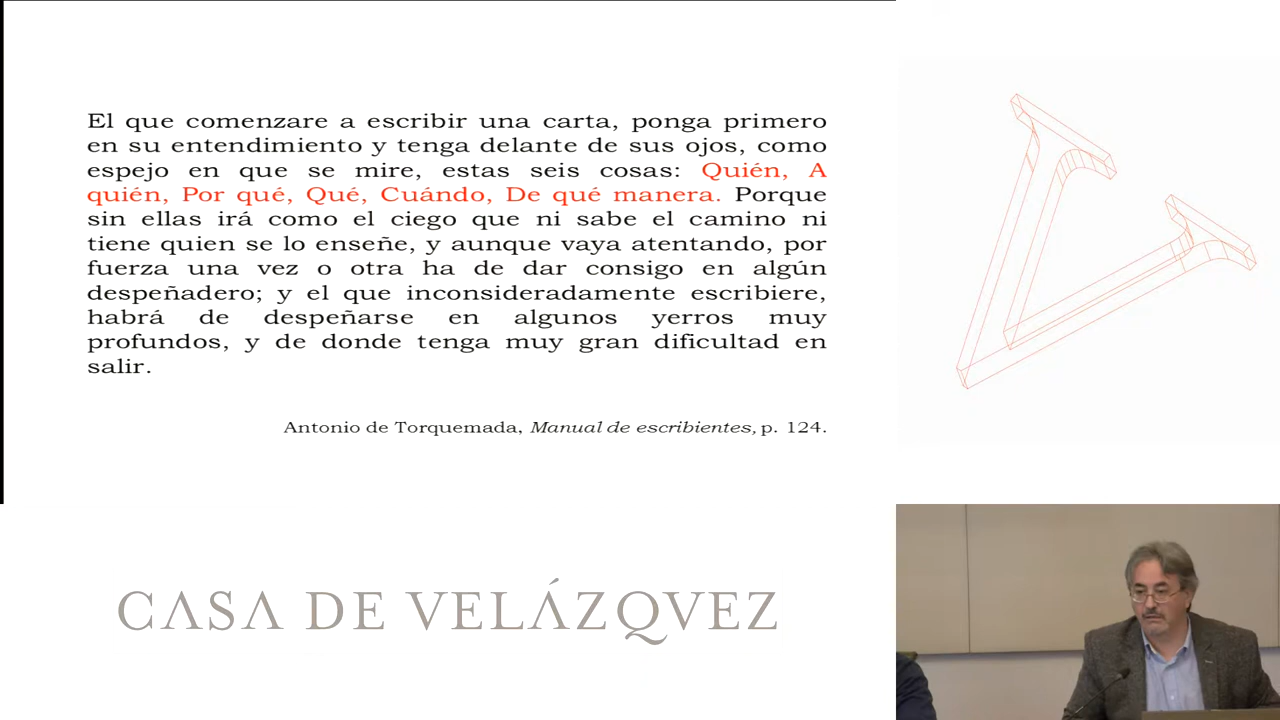 El que comenzare a escribir una carta, ponga primero
en su entendimiento y tenga delante de sus ojos, como
espejo en que se mire, estas seis cosas: Quién, A
quién, Por qué, Qué, Cuándo, De qué manera. Porque
sin ellas irá como el ciego que ni sabe el camino ni
tiene quien se lo enseñe, y aunque vaya atentando, por
fuerza una vez o otra ha de dar consigo en algún
despeñadero; y el que inconsideradamente escribiere,
habrá de despeñarse en algunos yerros muy
profundos, y de donde tenga muy gran dificultad en
salir.
Antonio de Torquemada, Manual de escribientes, p. 124.
CASA DE VELÁZQVEZ